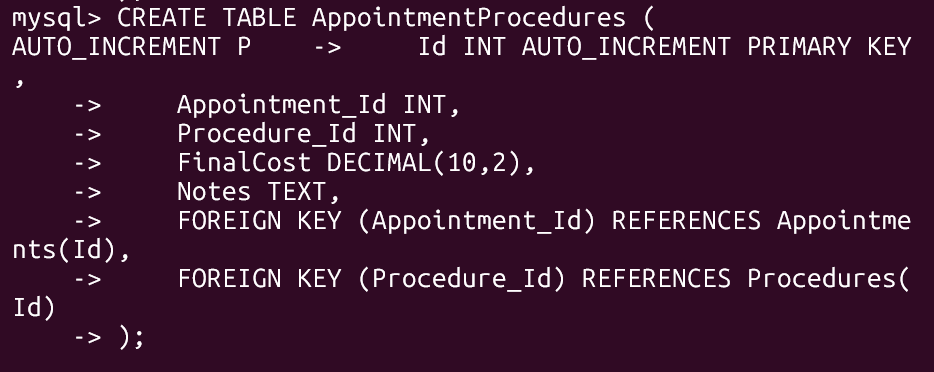 mysql> CREATE TABLE AppointmentProcedures (
AUTO_INCREMENT P    ->     Id INT AUTO_INCREMENT PRIMARY KEY
,
    ->     Appointment_Id INT,
    ->     Procedure_Id INT,
    ->     FinalCost DECIMAL(10,2),
    ->     Notes TEXT,
    ->     FOREIGN KEY (Appointment_Id) REFERENCES Appointme
nts(Id),
    ->     FOREIGN KEY (Procedure_Id) REFERENCES Procedures(
Id)
    -> );